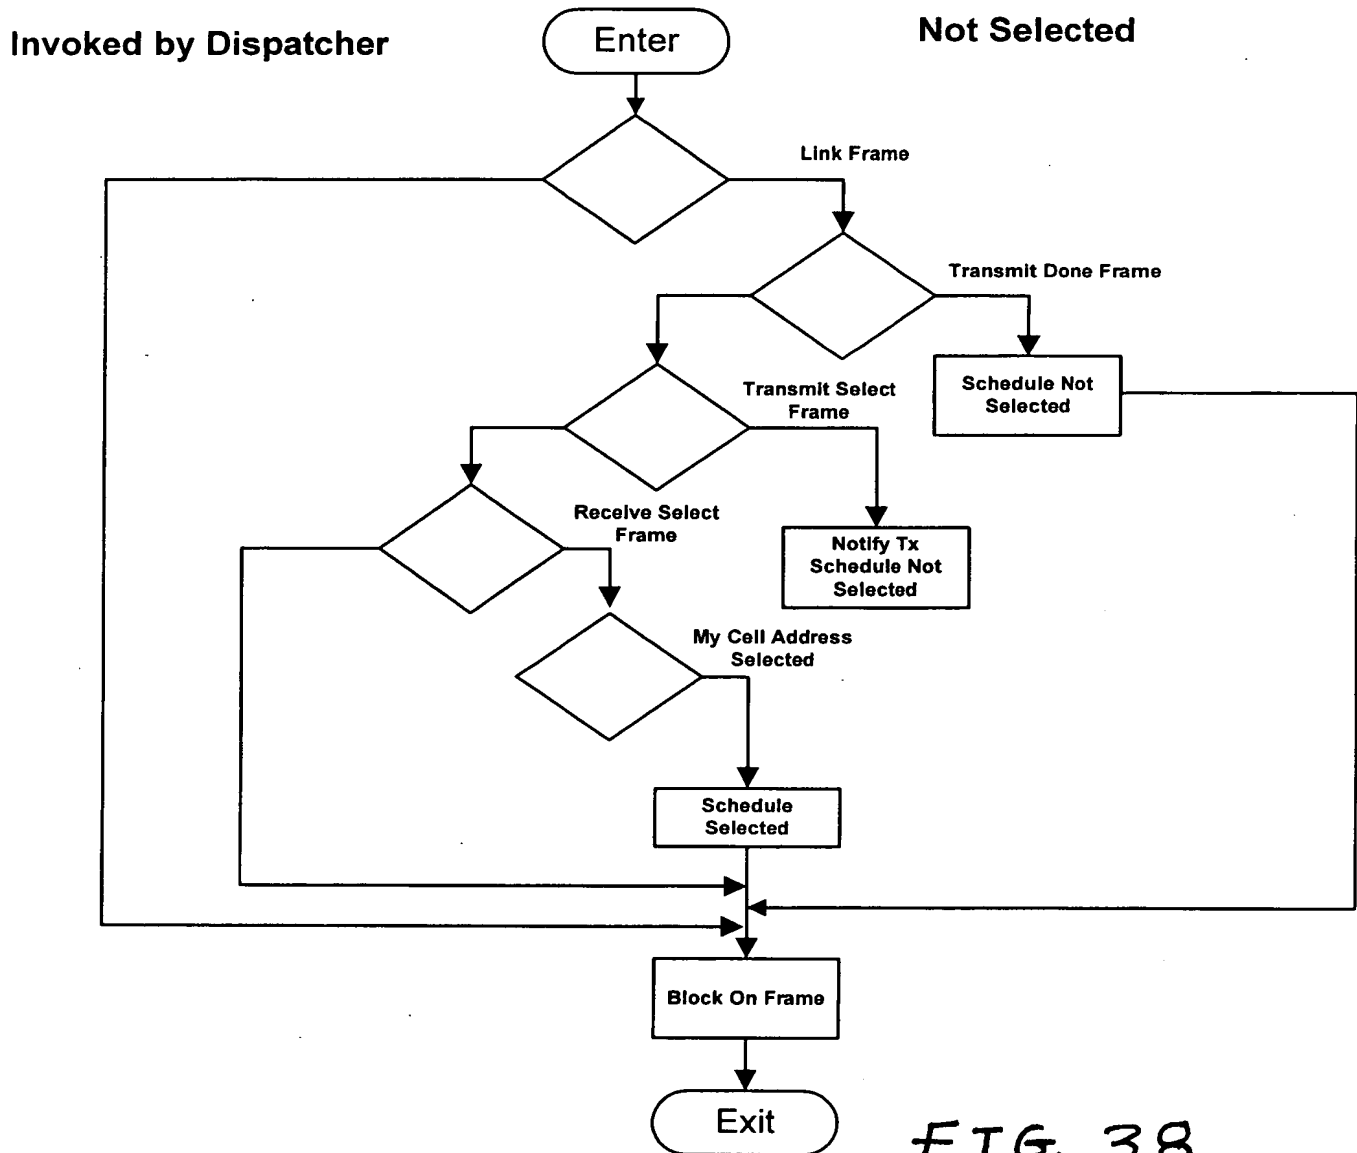 Invoked by Dispatcher
Enter
Not Selected
Link Frame
Transmit Done Frame
Schedule Not
Selected
Transmit Select
Frame
Receive Select
Frame
Notify Tx
Schedule Not
Selected
My Cell Address
Selected
Schedule
Selected
Block On Frame
Exit
FIG. 38